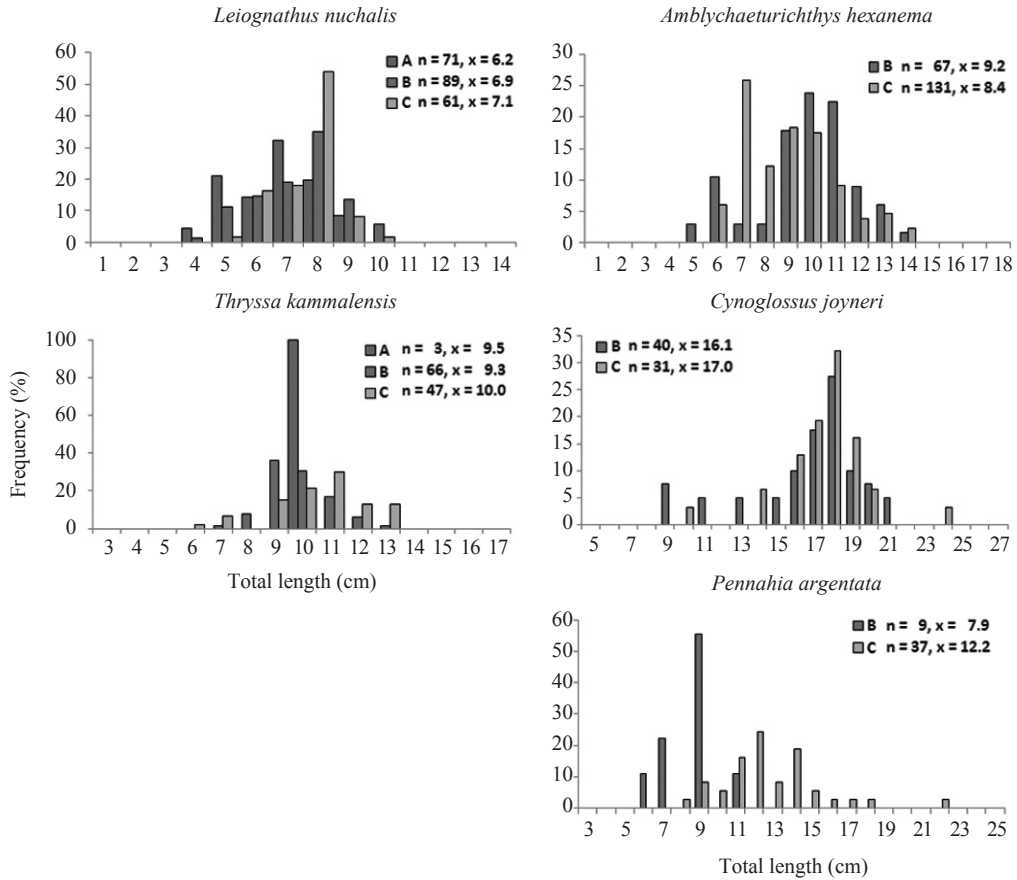 Leiognathus nuchalis
60
50
40
30
20
10
0
A n = 71, x = 6.2
B n = 89, x = 6.9
C n = 61, x = 7.1
1 2 3 4 5 6 7 8 9 10 11 12 13 14
Amblychaeturichthys hexanema
30
25
20
15
10
5
0
B n = 67, x = 9.2
C n = 131, x = 8.4
1 2 3 4 5 6 7 8 9 10 11 12 13 14 15 16 17 18
Thryssa kammalensis
100
80
60
40
20
0
A n = 3, x = 9.5
B n = 66, x = 9.3
C n = 47, x = 10.0
3 4 5 6 7 8 9 10 11 12 13 14 15 16 17
Total length (cm)
Frequency (%)
Cynoglossus joyneri
35
30
25
20
15
10
5
0
B n = 40, x = 16.1
C n = 31, x = 17.0
5 7 9 11 13 15 17 19 21 23 25 27
Pennahia argentata
60
50
40
30
20
10
0
B n = 9, x = 7.9
C n = 37, x = 12.2
3 5 7 9 11 13 15 17 19 21 23 25
Total length (cm)